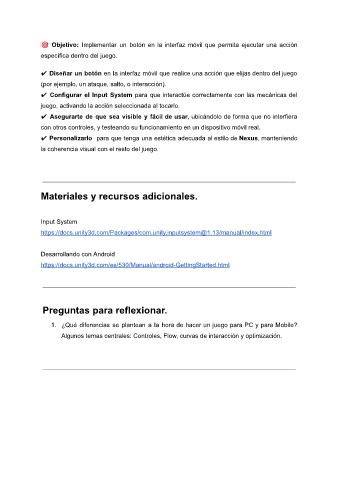 🎯 Objetivo: Implementar un botón en la interfaz móvil que permita ejecutar una acción
específica dentro del juego.
✔ Diseñar un botón en la interfaz móvil que realice una acción que elijas dentro del juego
(por ejemplo, un ataque, salto, o interacción).
✔ Configurar el Input System para que interactúe correctamente con las mecánicas del
juego, activando la acción seleccionada al tocarlo.
✔ Asegurarte de que sea visible y fácil de usar, ubicándolo de forma que no interfiera
con otros controles, y testeando su funcionamiento en un dispositivo móvil real.
✔ Personalizarlo para que tenga una estética adecuada al estilo de Nexus, manteniendo
la coherencia visual con el resto del juego.
Materiales y recursos adicionales.
Input System
https://docs.unity3d.com/Packages/com.unity.inputsystem@1.13/manual/index.html
Desarrollando con Android
https://docs.unity3d.com/es/530/Manual/android-GettingStarted.html
Preguntas para reflexionar.
1. ¿Qué diferencias se plantean a la hora de hacer un juego para PC y para Mobile?
Algunos temas centrales: Controles, Flow, curvas de interacción y optimización.